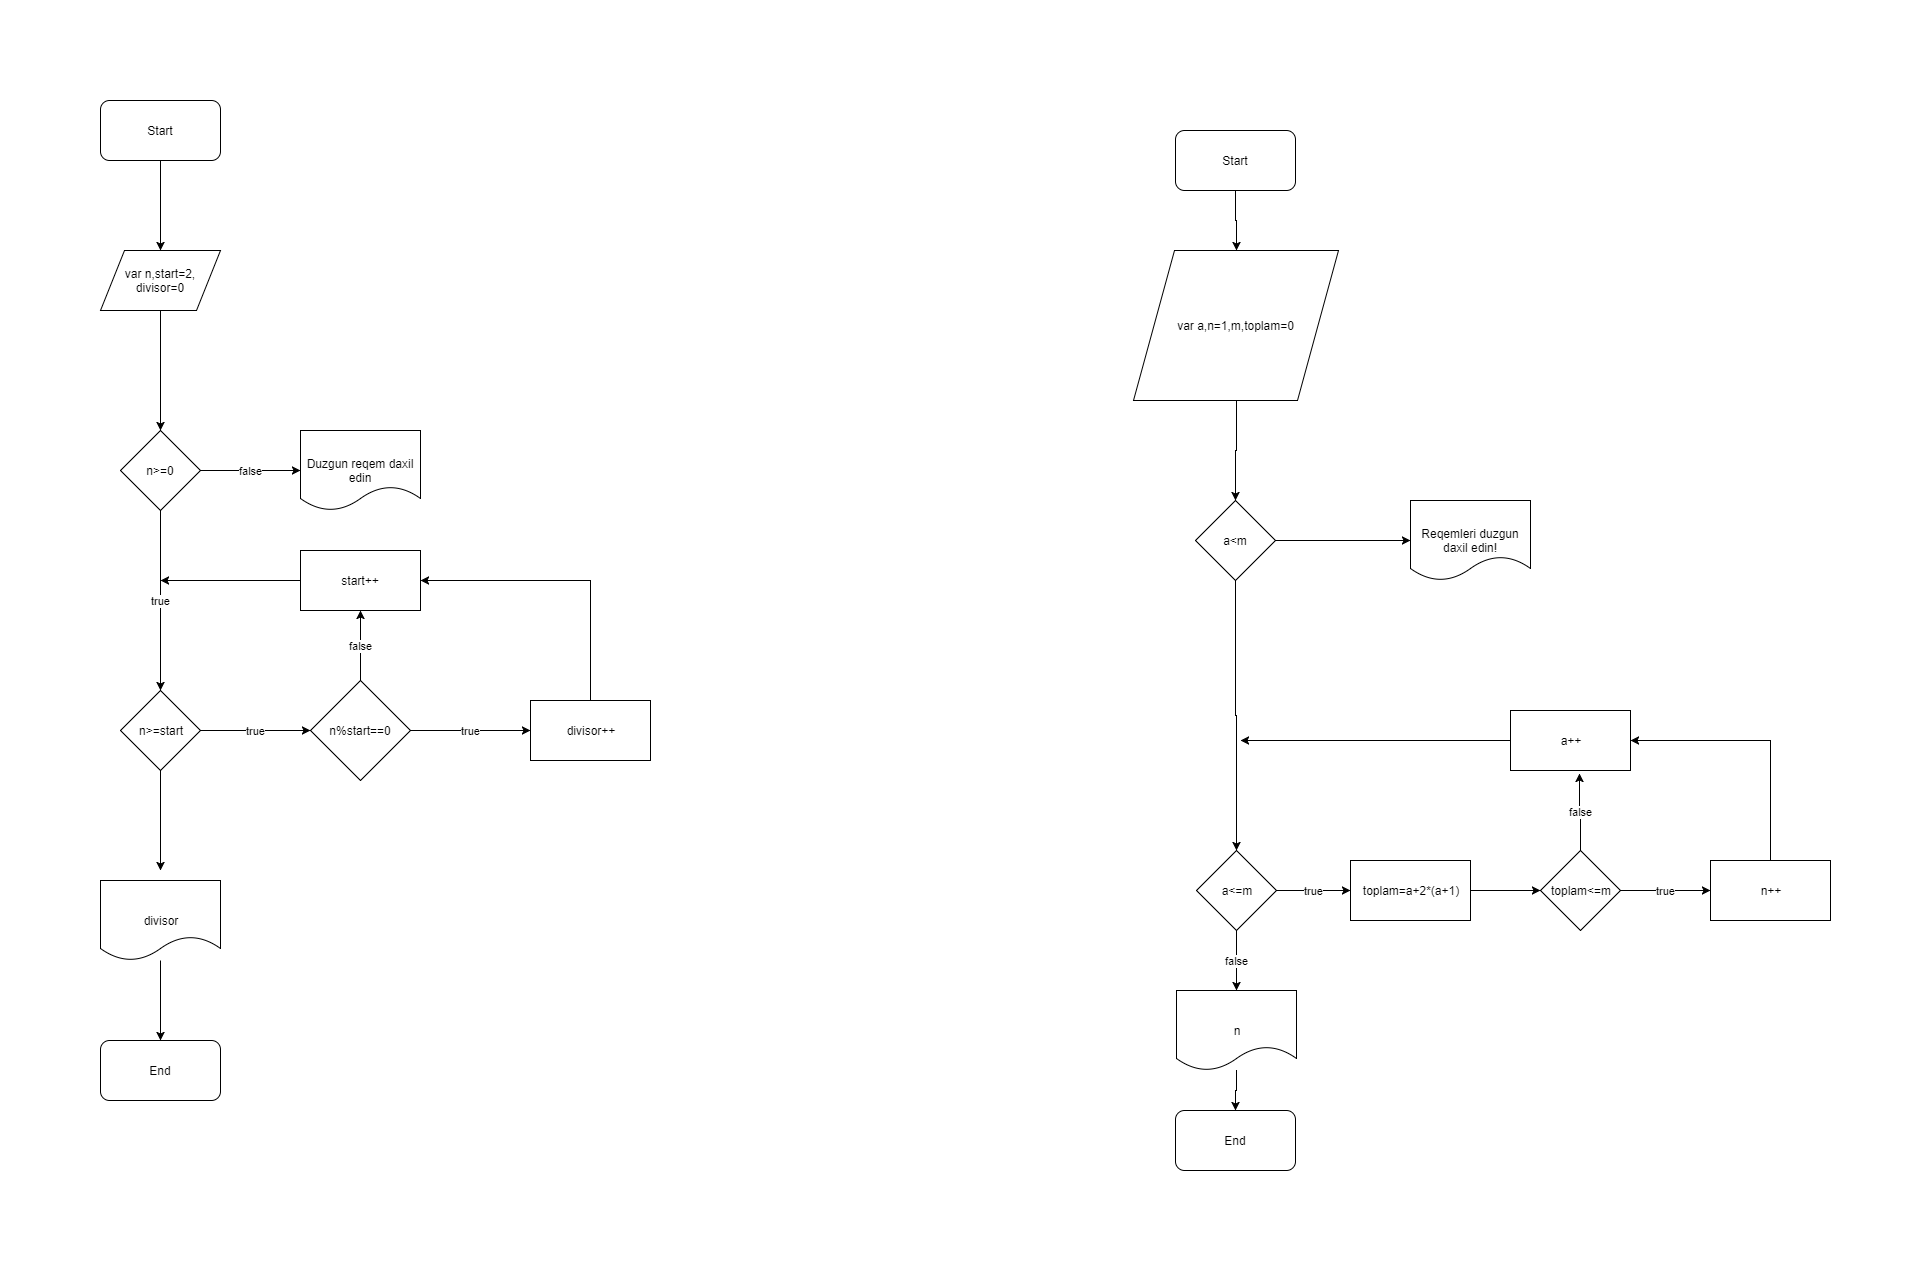 Start
var n,start=2,
divisor=0
n>=0
false
Duzgun reqem daxil
edin
start++
true
false
n>=start
true
n%start==0
true
divisor++
divisor
End
Start
var a,n=1,m,toplam=0
a<m
Reqemleri duzgun
daxil edin!
a++
false
a<=m
true
toplam=a+2*(a+1)
toplam<=m
true
n++
false
n
End